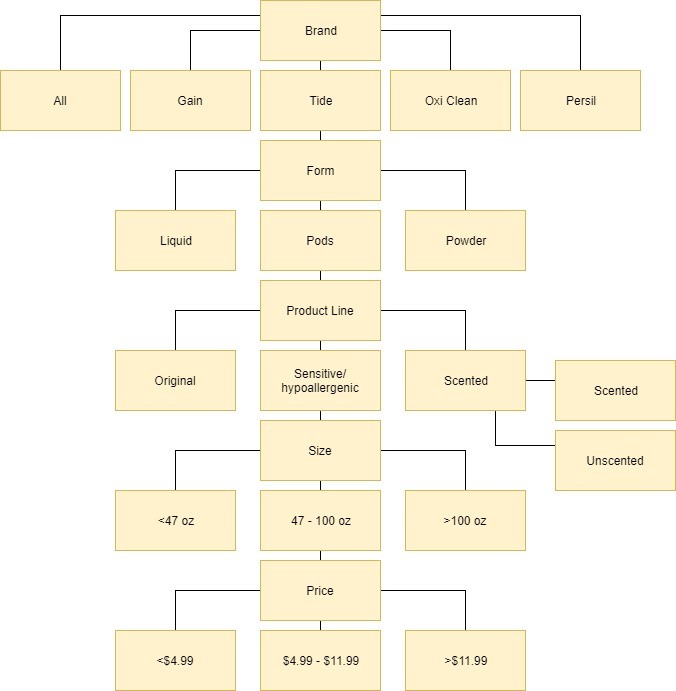 Brand
All
Gain
Tide
Oxi Clean
Persil
Form
Liquid
Pods
Powder
Product Line
Original
Sensitive/
hypoallergenic
Scented
Scented
Unscented
Size
<47 oz
47 - 100 oz
>100 oz
Price
<$4.99
$4.99 - $11.99
>$11.99